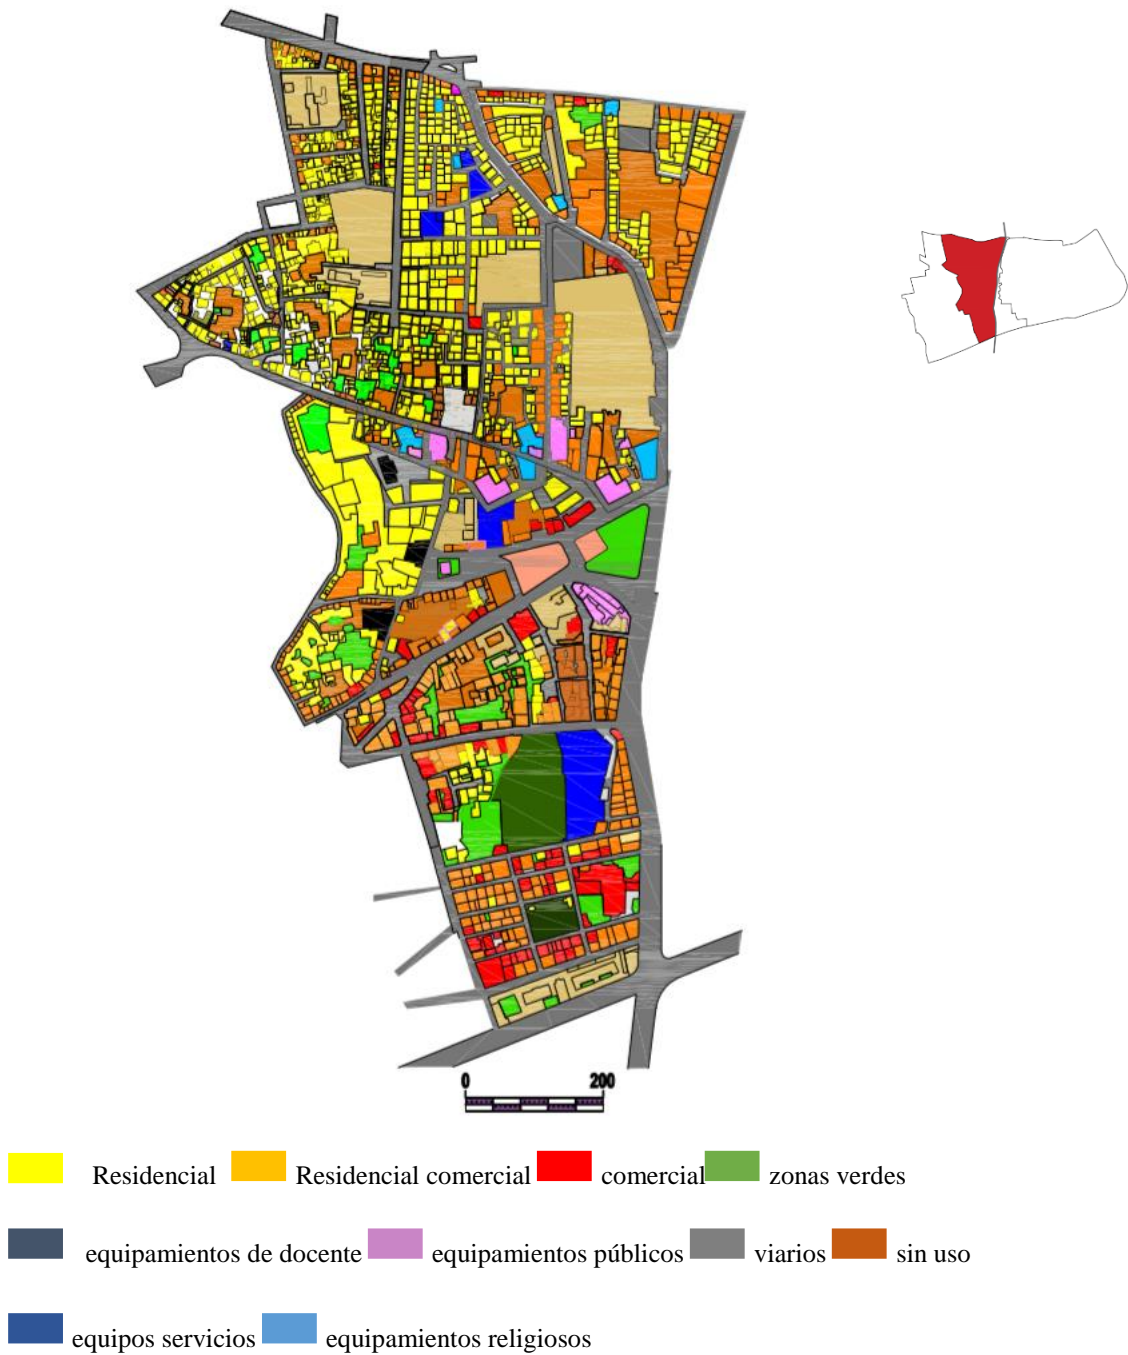 0 200
Residencial Residencial comercial comercial zonas verdes
equipamientos de docente equipamientos públicos viarios sin uso
equipos servicios equipamientos religiosos